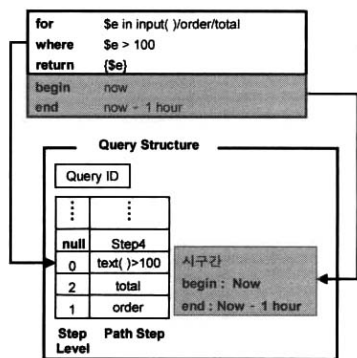 for $e in input( )/order/total
where $e > 100
return {$e}
begin now
end now - 1 hour
Query Structure
Query ID
⋮ ⋮
null Step4
0 text( )>100
2 total
1 order
Step Level Path Step
시구간
begin : Now
end : Now - 1 hour